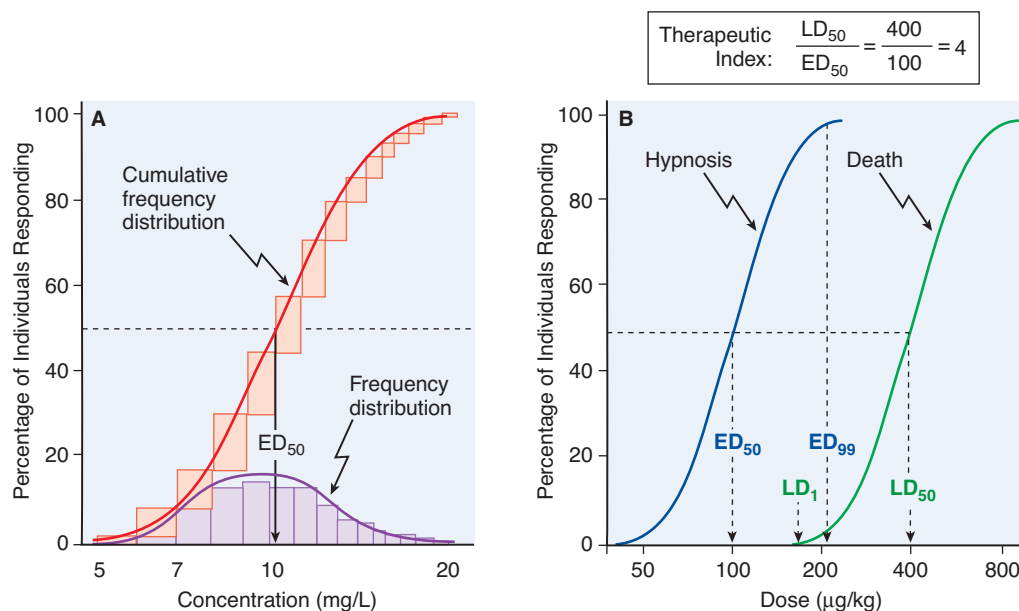 Therapeutic Index: LD50 / ED50 = 400 / 100 = 4
A
Percentage of Individuals Responding
100
80
60
40
20
0
Cumulative
frequency
distribution
Frequency
distribution
ED50
5 7 10 20
Concentration (mg/L)
B
Percentage of Individuals Responding
100
80
60
40
20
0
Hypnosis
Death
ED50
ED99
LD1
LD50
50 100 200 400 800
Dose (μg/kg)